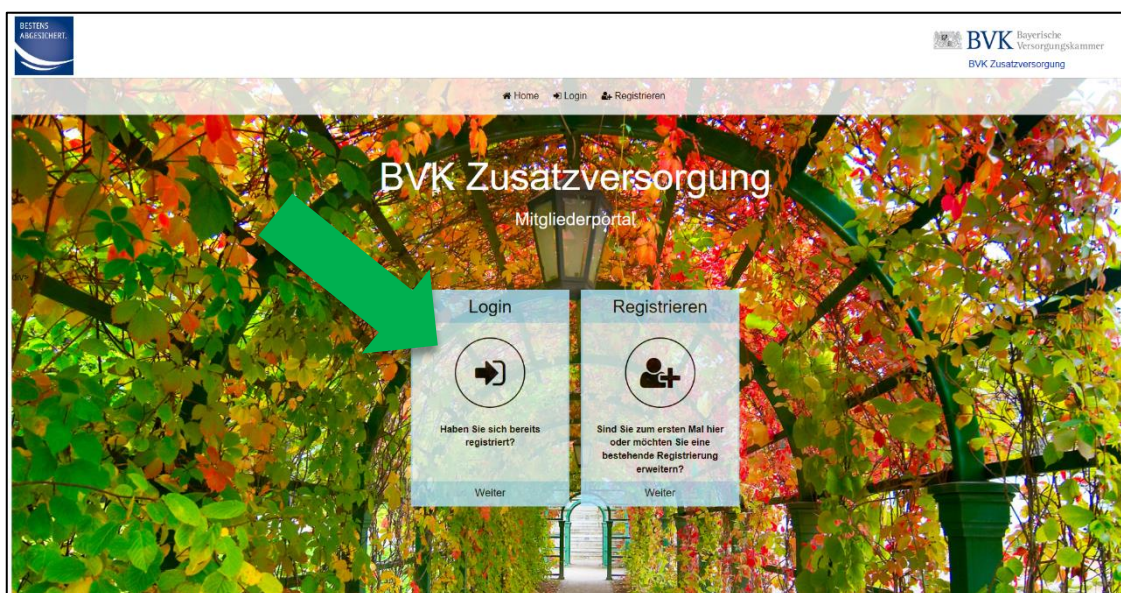 BESTENS
ABGESICHERT.
BVK Bayerische
Versorgungskammer
BVK Zusatzversorgung
Home Login Registrieren
BVK Zusatzversorgung
Mitgliederportal
div>
Login
Haben Sie sich bereits
registriert?
Weiter
Registrieren
Sind Sie zum ersten Mal hier
oder möchten Sie eine
bestehende Registrierung
erweitern?
Weiter